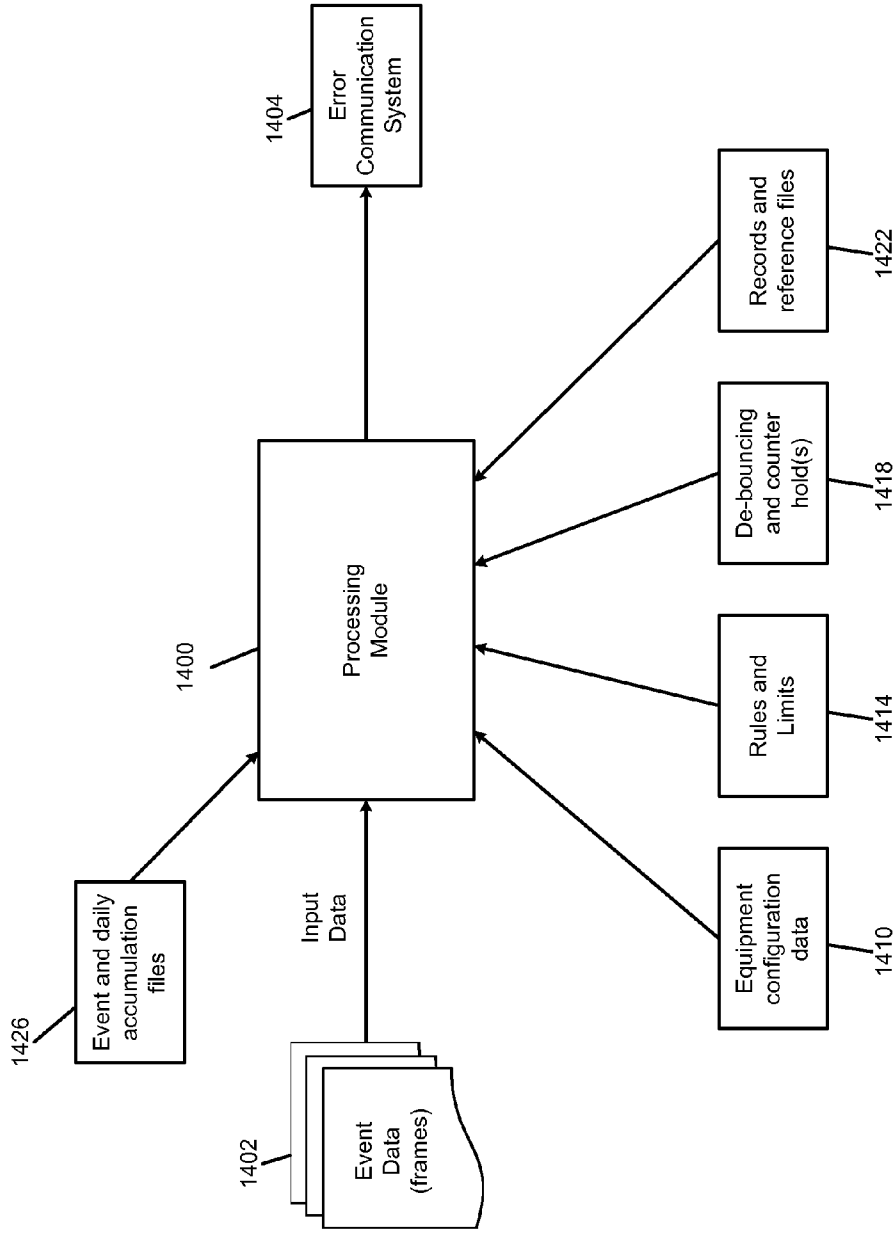 1426
Event and daily
accumulation
files
1402
Event
Data
(frames)
Input
Data
1400
Processing
Module
1404
Error
Communication
System
Equipment
configuration
data
1410
Rules and
Limits
1414
De-bouncing
and counter
hold(s)
1418
Records and
reference files
1422